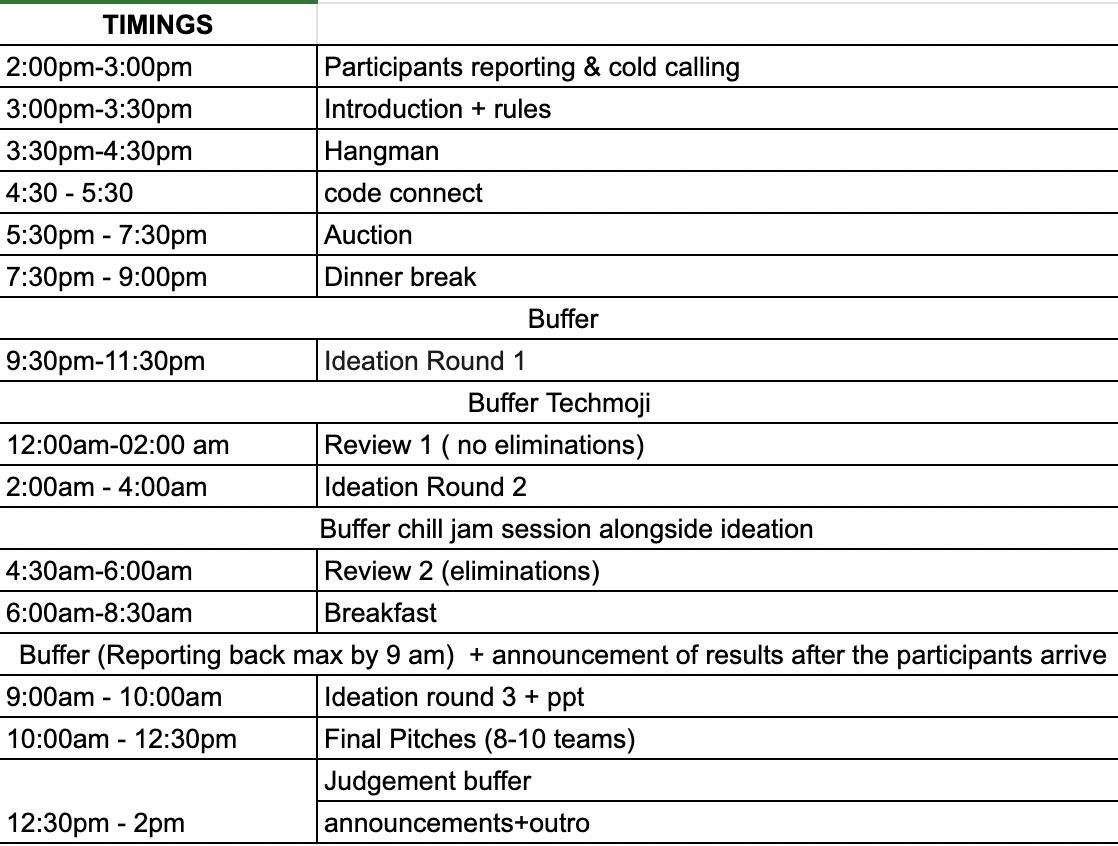 TIMINGS
2:00pm-3:00pm Participants reporting & cold calling
3:00pm-3:30pm Introduction + rules
3:30pm-4:30pm Hangman
4:30 - 5:30 code connect
5:30pm - 7:30pm Auction
7:30pm - 9:00pm Dinner break
Buffer
9:30pm-11:30pm Ideation Round 1
Buffer Techmoji
12:00am-02:00 am Review 1 ( no eliminations)
2:00am - 4:00am Ideation Round 2
Buffer chill jam session alongside ideation
4:30am-6:00am Review 2 (eliminations)
6:00am-8:30am Breakfast
Buffer (Reporting back max by 9 am)  + announcement of results after the participants arrive
9:00am - 10:00am Ideation round 3 + ppt
10:00am - 12:30pm Final Pitches (8-10 teams)
Judgement buffer
12:30pm - 2pm announcements+outro